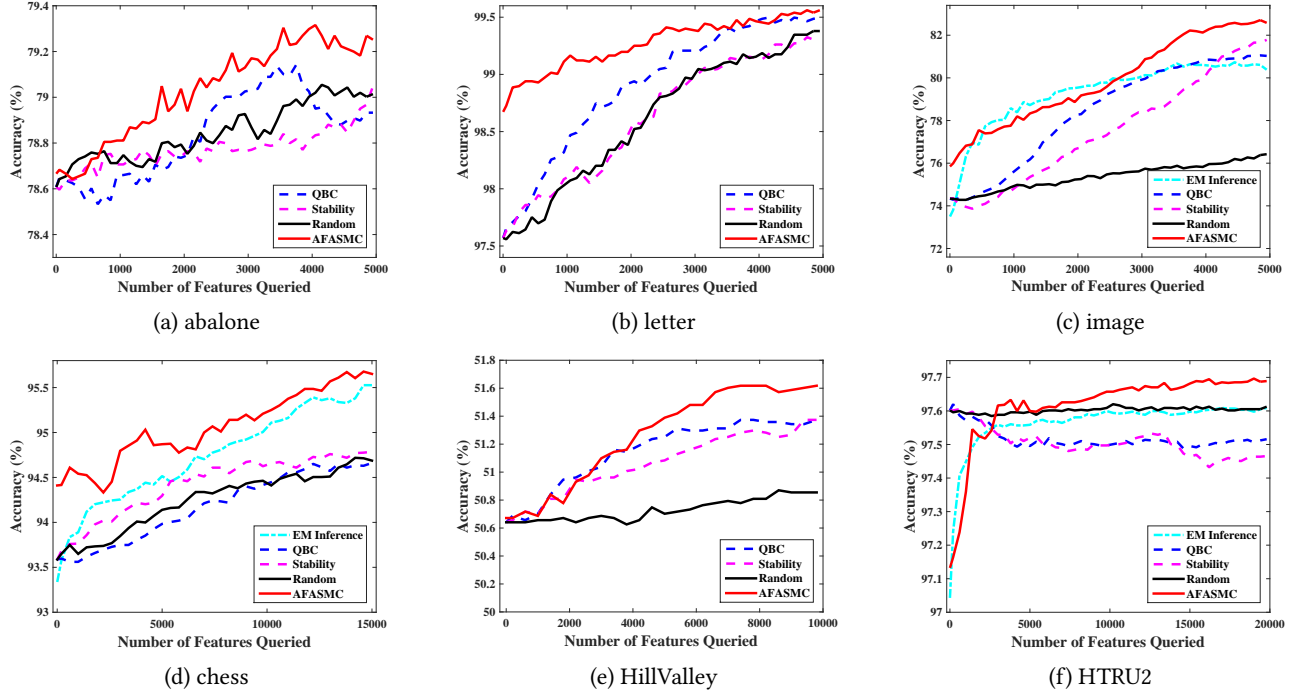 79.4
79.2
79
78.8
78.6
78.4
Accuracy (%)
0 1000 2000 3000 4000 5000
Number of Features Queried
QBC
Stability
Random
AFASMC
(a) abalone
99.5
99
98.5
98
97.5
Accuracy (%)
0 1000 2000 3000 4000 5000
Number of Features Queried
QBC
Stability
Random
AFASMC
(b) letter
82
80
78
76
74
72
Accuracy (%)
0 1000 2000 3000 4000 5000
Number of Features Queried
EM Inference
QBC
Stability
Random
AFASMC
(c) image
95.5
95
94.5
94
93.5
93
Accuracy (%)
0 5000 10000 15000
Number of Features Queried
EM Inference
QBC
Stability
Random
AFASMC
(d) chess
51.8
51.6
51.4
51.2
51
50.8
50.6
50.4
50.2
50
Accuracy (%)
0 2000 4000 6000 8000 10000
Number of Features Queried
QBC
Stability
Random
AFASMC
(e) HillValley
97.7
97.6
97.5
97.4
97.3
97.2
97.1
97
Accuracy (%)
0 5000 10000 15000 20000
Number of Features Queried
EM Inference
QBC
Stability
Random
AFASMC
(f) HTRU2